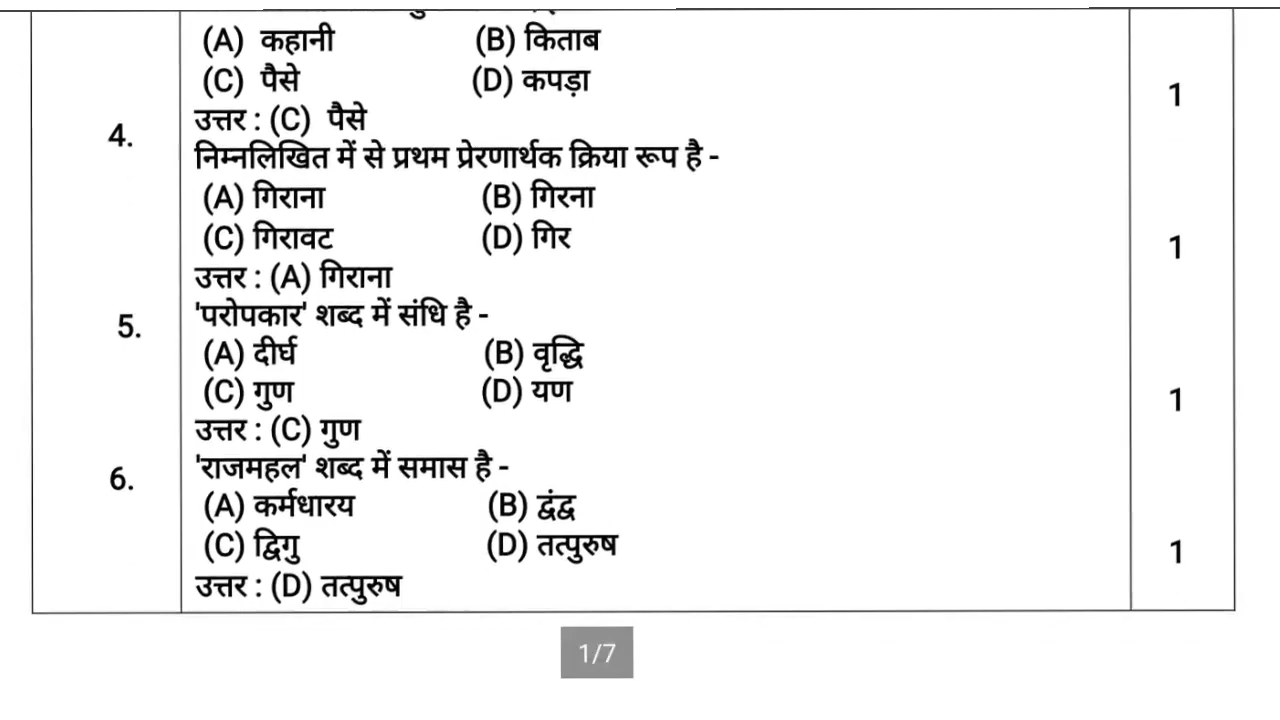 (A) कहानी (B) किताब
(C) पैसे (D) कपड़ा
1
उत्तर : (C) पैसे
4.
निम्नलिखित में से प्रथम प्रेरणार्थक क्रिया रूप है -
(A) गिराना (B) गिरना
(C) गिरावट (D) गिर
1
उत्तर : (A) गिराना
5. 'परोपकार' शब्द में संधि है -
(A) दीर्घ (B) वृद्धि
(C) गुण (D) यण
1
उत्तर : (C) गुण
6. 'राजमहल' शब्द में समास है -
(A) कर्मधारय (B) द्वंद्व
(C) द्विगु (D) तत्पुरुष
1
उत्तर : (D) तत्पुरुष
1/7